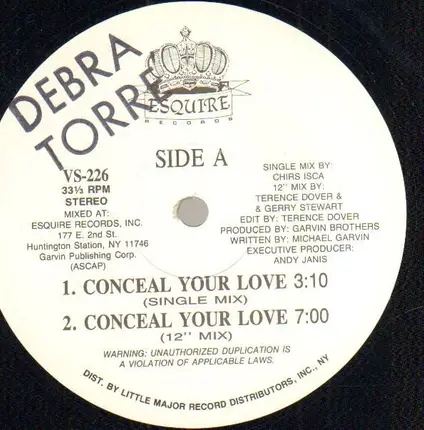 DEBRA
TORRE
ESQUIRE
RECORDS
SIDE A
VS-226
33⅓ RPM
STEREO
MIXED AT:
ESQUIRE RECORDS, INC.
177 E. 2nd St.
Huntington Station, NY 11746
Garvin Publishing Corp.
(ASCAP)
SINGLE MIX BY:
CHIRS ISCA
12" MIX BY:
TERENCE DOVER &
& GERRY STEWART
EDIT BY: TERENCE DOVER
PRODUCED BY: GARVIN BROTHERS
WRITTEN BY: MICHAEL GARVIN
EXECUTIVE PRODUCER:
ANDY JANIS
1. CONCEAL YOUR LOVE 3:10
(SINGLE MIX)
2. CONCEAL YOUR LOVE 7:00
(12" MIX)
WARNING: UNAUTHORIZED DUPLICATION IS
A VIOLATION OF APPLICABLE LAWS.
DIST. BY LITTLE MAJOR RECORD DISTRIBUTORS, INC., NY